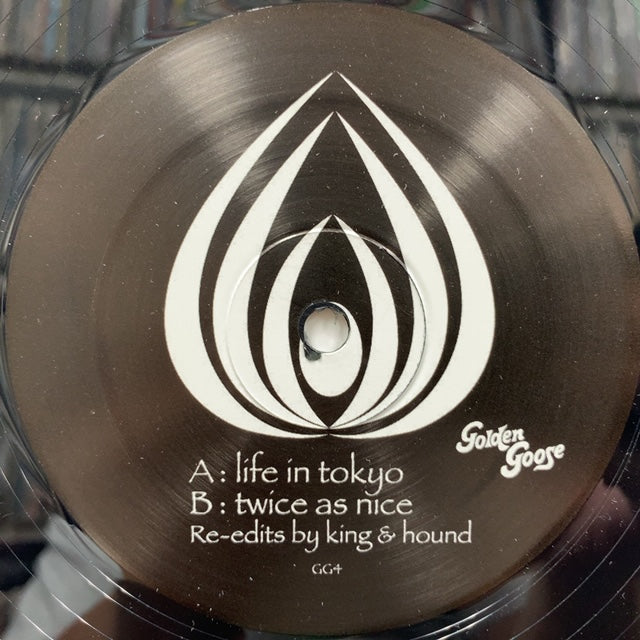 Golden
Goose
A : life in tokyo
B : twice as nice
Re-edits by king & hound
GG4